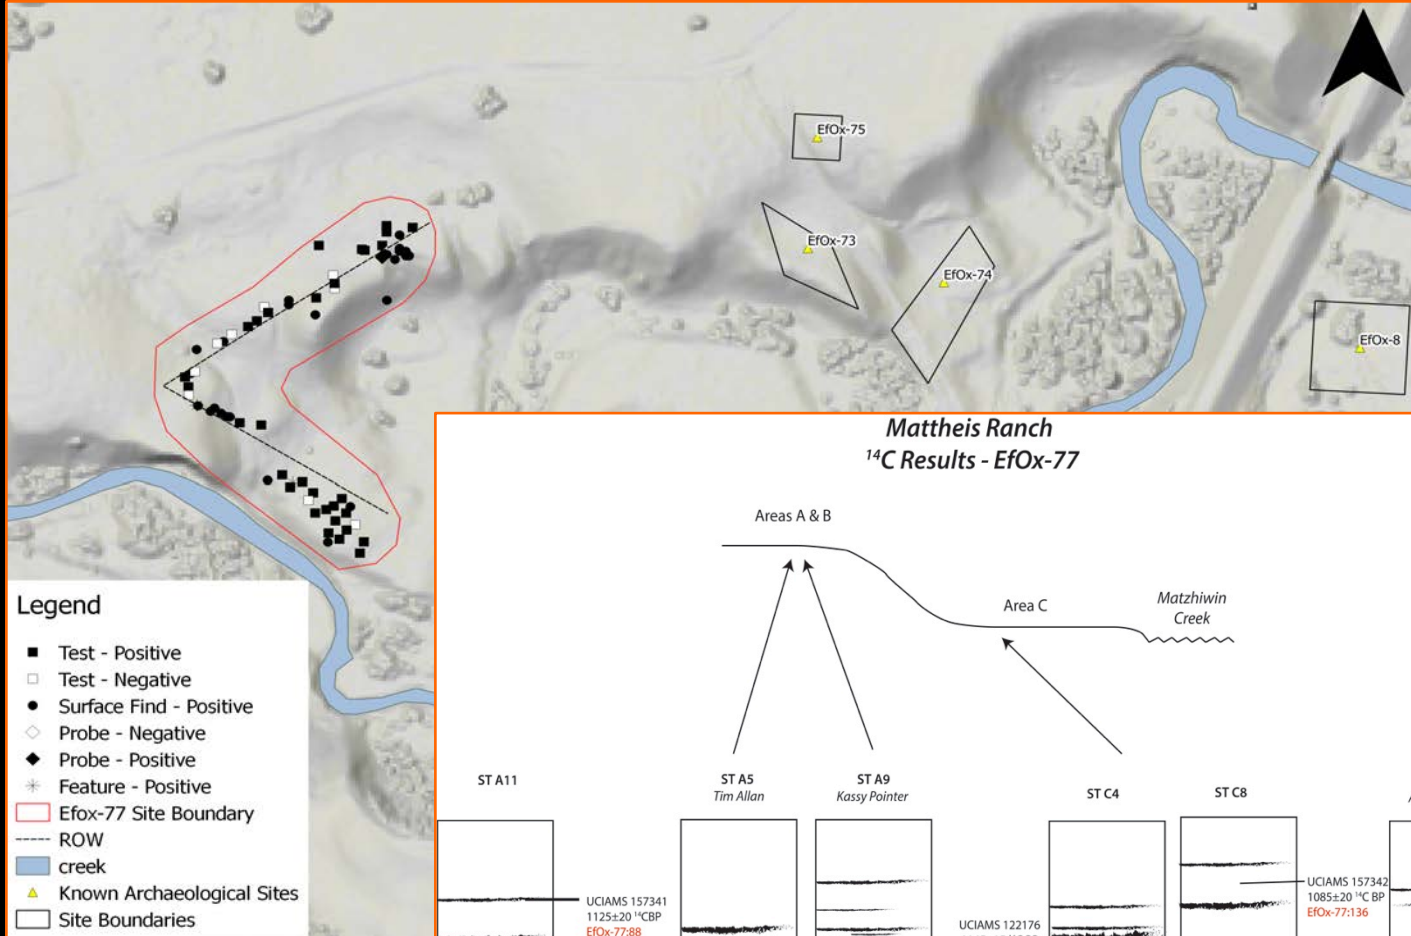 EfOx-75
EfOx-73
EfOx-74
EfOx-8
Legend
Test - Positive
Test - Negative
Surface Find - Positive
Probe - Negative
Probe - Positive
Feature - Positive
Efox-77 Site Boundary
ROW
creek
Known Archaeological Sites
Site Boundaries
Mattheis Ranch
¹⁴C Results - EfOx-77
Areas A & B
Area C
Matzhiwin
Creek
ST A11
ST A5
Tim Allan
ST A9
Kassy Pointer
ST C4
ST C8
UCIAMS 157341
1125±20 ¹⁴CBP
EfOx-77:88
UCIAMS 122176
UCIAMS 157342
1085±20 ¹⁴C BP
EfOx-77:136